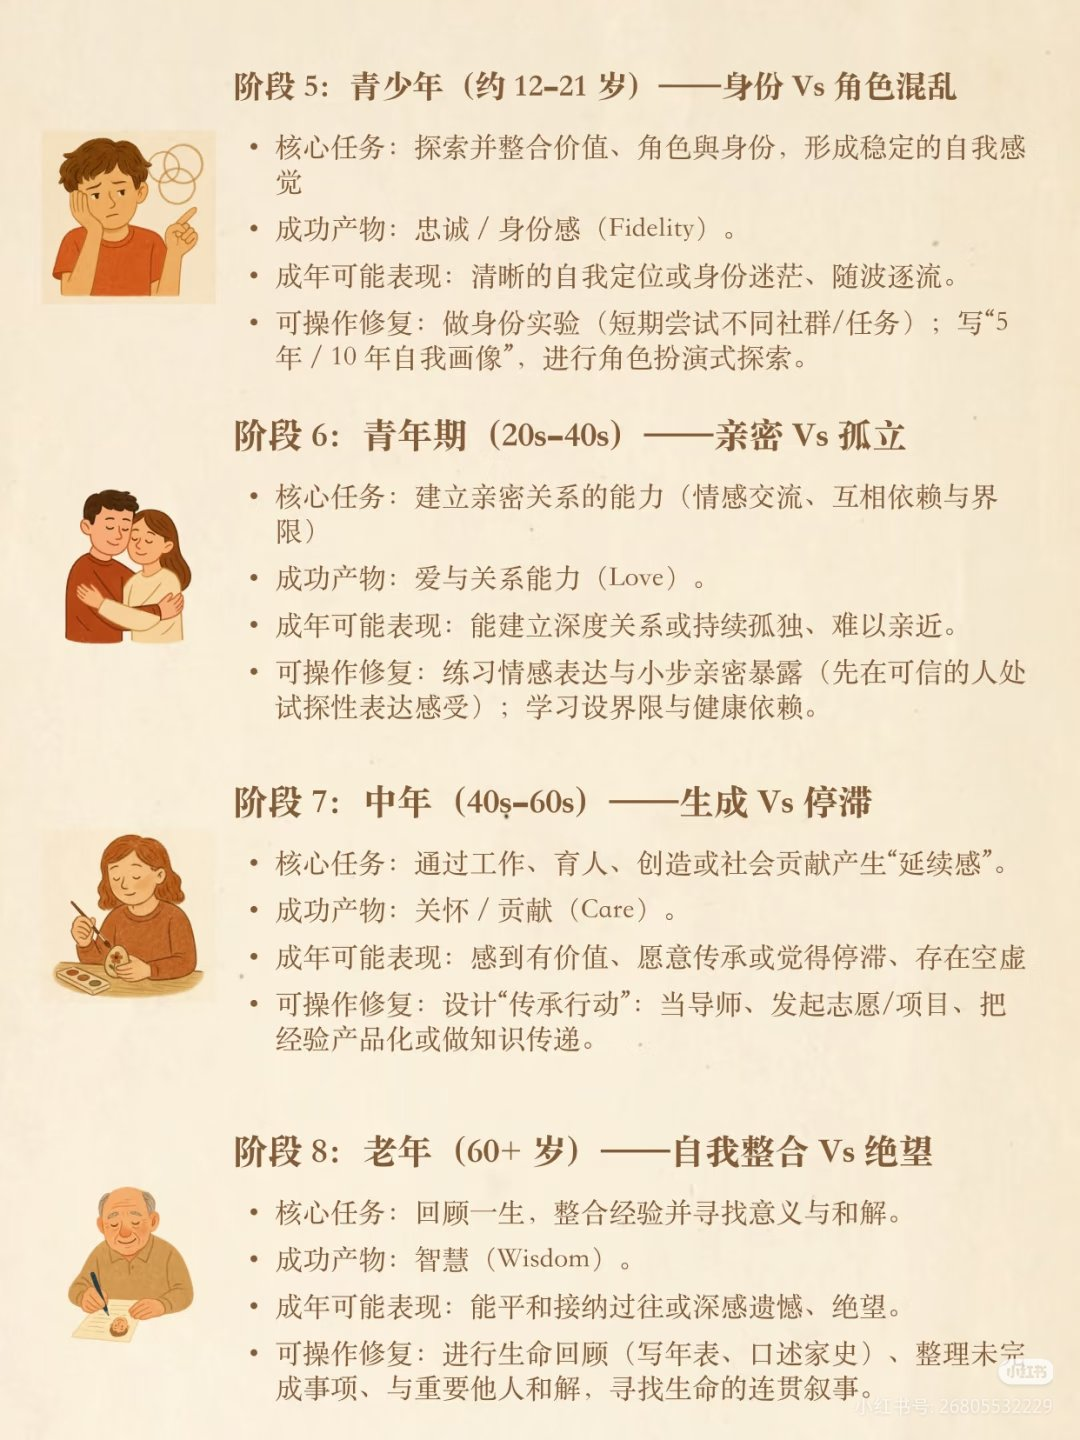 阶段 5：青少年（约 12–21 岁）——身份 Vs 角色混乱
• 核心任务：探索并整合价值、角色與身份，形成稳定的自我感
觉
• 成功产物：忠诚 / 身份感（Fidelity）。
• 成年可能表现：清晰的自我定位或身份迷茫、随波逐流。
• 可操作修复：做身份实验（短期尝试不同社群/任务）；写“5
年 / 10 年自我画像”，进行角色扮演式探索。
阶段 6：青年期（20s–40s）——亲密 Vs 孤立
• 核心任务：建立亲密关系的能力（情感交流、互相依赖与界
限）
• 成功产物：爱与关系能力（Love）。
• 成年可能表现：能建立深度关系或持续孤独、难以亲近。
• 可操作修复：练习情感表达与小步亲密暴露（先在可信的人处
试探性表达感受）；学习设界限与健康依赖。
阶段 7：中年（40s–60s）——生成 Vs 停滞
• 核心任务：通过工作、育人、创造或社会贡献产生“延续感”。
• 成功产物：关怀 / 贡献（Care）。
• 成年可能表现：感到有价值、愿意传承或觉得停滞、存在空虚
• 可操作修复：设计“传承行动”：当导师、发起志愿/项目、把
经验产品化或做知识传递。
阶段 8：老年（60+ 岁）——自我整合 Vs 绝望
• 核心任务：回顾一生，整合经验并寻找意义与和解。
• 成功产物：智慧（Wisdom）。
• 成年可能表现：能平和接纳过往或深感遗憾、绝望。
• 可操作修复：进行生命回顾（写年表、口述家史）、整理未完
成事项、与重要他人和解，寻找生命的连贯叙事。
小红书
小红书号: 26805532229